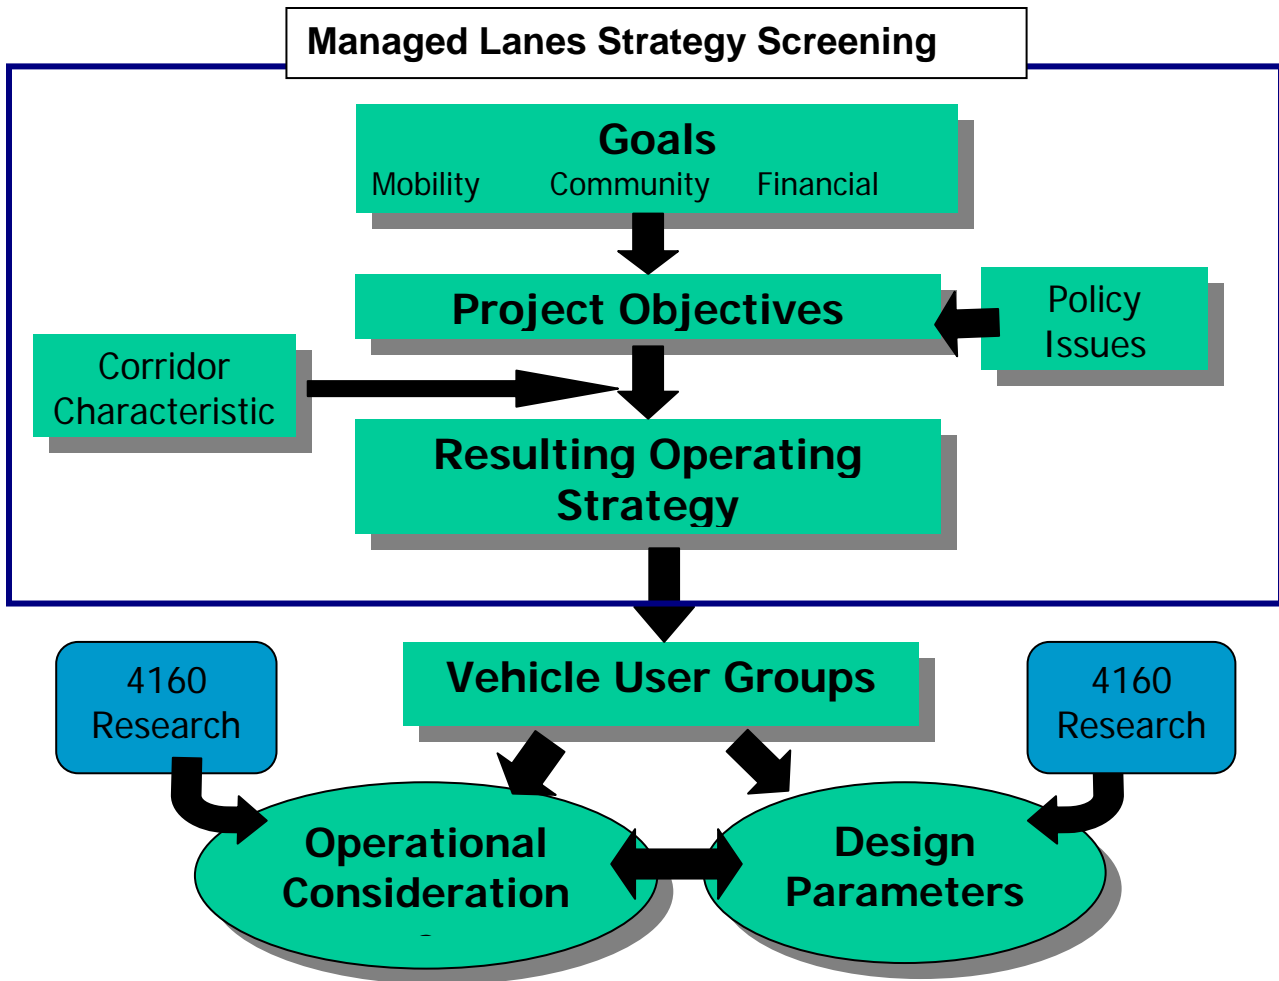 Managed Lanes Strategy Screening
Goals
Mobility Community Financial
Project Objectives
Policy
Issues
Corridor
Characteristic
Resulting Operating
Strategy
Vehicle User Groups
4160
Research
4160
Research
Operational
Consideration
Design
Parameters